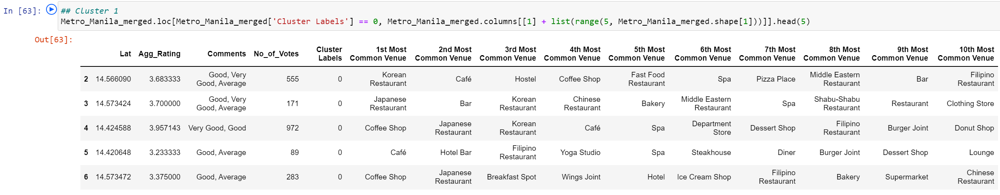 In [63]:
## Cluster 1
Metro_Manila_merged.loc[Metro_Manila_merged['Cluster Labels'] == 0, Metro_Manila_merged.columns[[1] + list(range(5, Metro_Manila_merged.shape[1]))]].head(5)
Out[63]:
Lat Agg_Rating Comments No_of_Votes Cluster Labels 1st Most Common Venue 2nd Most Common Venue 3rd Most Common Venue 4th Most Common Venue 5th Most Common Venue 6th Most Common Venue 7th Most Common Venue 8th Most Common Venue 9th Most Common Venue 10th Most Common Venue
2 14.566090 3.683333 Good, Very Good, Average 555 0 Korean Restaurant Café Hostel Coffee Shop Fast Food Restaurant Spa Pizza Place Middle Eastern Restaurant Bar Filipino Restaurant
3 14.573424 3.700000 Good, Very Good, Average 171 0 Japanese Restaurant Bar Korean Restaurant Chinese Restaurant Bakery Middle Eastern Restaurant Spa Shabu-Shabu Restaurant Restaurant Clothing Store
4 14.424588 3.957143 Very Good, Good 972 0 Coffee Shop Japanese Restaurant Korean Restaurant Café Spa Department Store Dessert Shop Filipino Restaurant Burger Joint Donut Shop
5 14.420648 3.233333 Good, Average 89 0 Café Hotel Bar Filipino Restaurant Yoga Studio Spa Steakhouse Diner Burger Joint Dessert Shop Lounge
6 14.573472 3.375000 Good, Average 283 0 Coffee Shop Japanese Restaurant Breakfast Spot Wings Joint Hotel Ice Cream Shop Filipino Restaurant Bakery Supermarket Chinese Restaurant